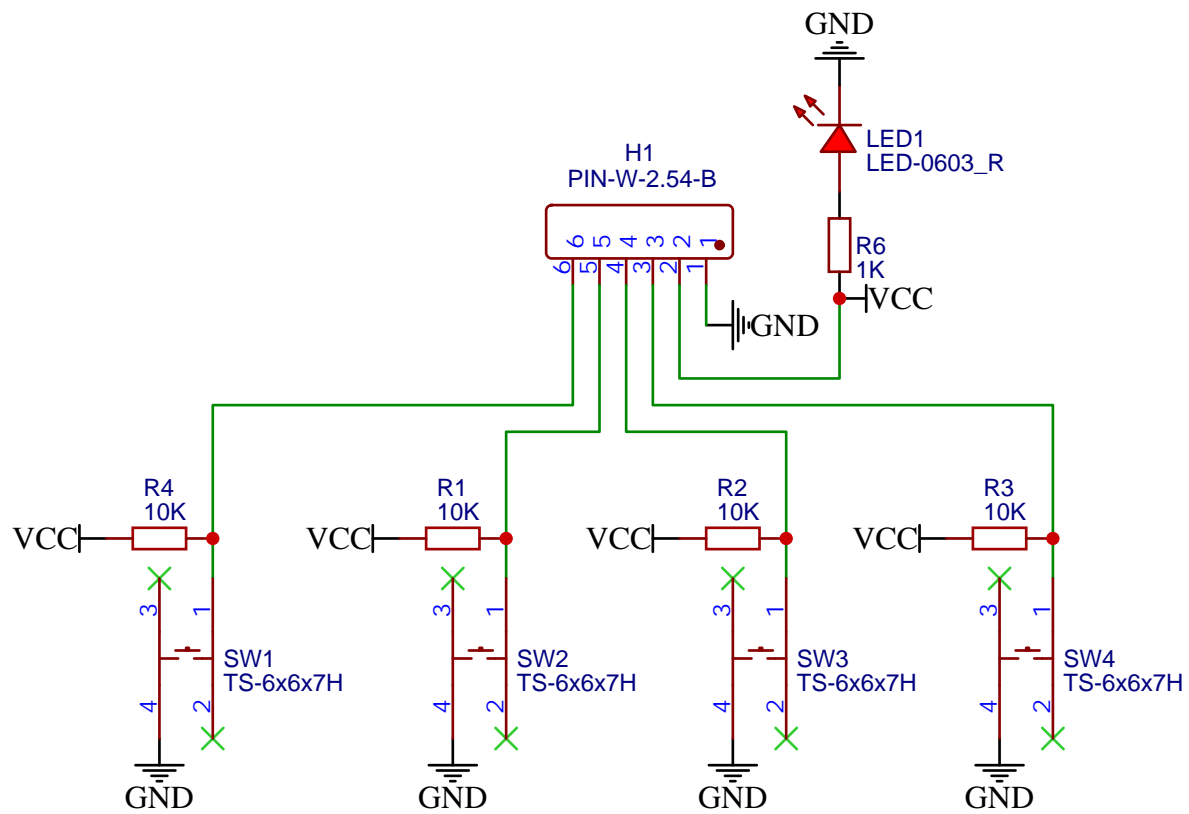 GND
LED1
LED-0603_R
H1
PIN-W-2.54-B
6 5 4 3 2 1
6 5 4 3 2 1
R6
1K
VCC
GND
R4
10K
VCC
R1
10K
VCC
R2
10K
VCC
R3
10K
VCC
3 1
3 1
3 1
3 1
SW1
TS-6x6x7H
SW2
TS-6x6x7H
SW3
TS-6x6x7H
SW4
TS-6x6x7H
4 2
4 2
4 2
4 2
GND
GND
GND
GND